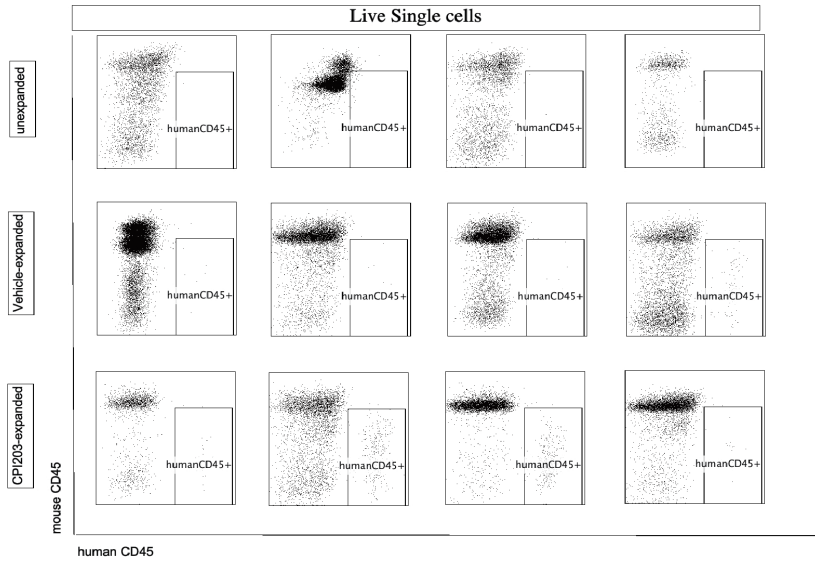 Live Single cells
unexpanded
humanCD45+
humanCD45+
humanCD45+
humanCD45+
Vehicle-expanded
humanCD45+
humanCD45+
humanCD45+
humanCD45+
CPI203-expanded
humanCD45+
humanCD45+
humanCD45+
humanCD45+
mouse CD45
human CD45